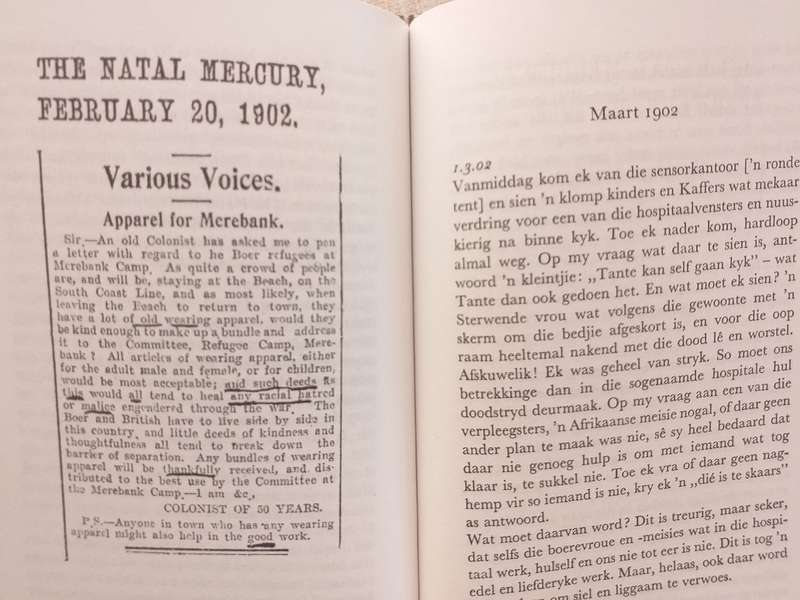 THE NATAL MERCURY,
FEBRUARY 20, 1902.
Various Voices.
Apparel for Merebank.
Sir,—An old Colonist has asked me to pen
a letter with regard to he Boer refugees at
Merebank Camp. As quite a crowd of people
are, and will be, staying at the Beach, on the
South Coast Line, and as most likely, when
leaving the Beach to return to town, they
have a lot of old wearing apparel, would they
be kind enough to make up a bundle and address
it to the Committee, Refugee Camp, Mere-
bank? All articles of wearing apparel, either
for the adult male and female, or for children,
would be most acceptable; and such deeds as
this would all tend to heal any racial hatred
or malice engendered through the war. The
Boer and British have to live side by side in
this country, and little deeds of kindness and
thoughtfulness all tend to break down the
barrier of separation. Any bundles of wearing
apparel will be thankfully received, and dis-
tributed to the best use by the Committee at
the Merebank Camp.—I am &c.,
COLONIST OF 50 YEARS.
P.S.—Anyone in town who has any wearing
apparel might also help in the good work.
Maart 1902
1.3.02
Vanmiddag kom ek van die sensorkantoor ['n ronde
tent] en sien 'n klomp kinders en Kaffers wat mekaar
verdring voor een van die hospitaalvensters en nuus-
kierig na binne kyk. Toe ek nader kom, hardloop
almal weg. Op my vraag wat daar te sien is, ant-
woord 'n kleintjie: „Tante kan self gaan kyk” – wat
Tante dan ook gedoen het. En wat moet ek sien? 'n
Sterwende vrou wat volgens die gewoonte met 'n
skerm om die bedjie afgeskort is, en voor die oop
raam heeltemal nakend met die dood lê en worstel.
Afskuwelik! Ek was geheel van stryk. So moet ons
betrekkinge dan in die sogenaamde hospitale hul
doodstryd deurmaak. Op my vraag aan een van die
verpleegsters, 'n Afrikaanse meisie nogal, of daar geen
ander plan te maak was nie, sê sy heel bedaard dat
daar nie genoeg hulp is om met iemand wat tog
klaar is, te sukkel nie. Toe ek vra of daar geen nag-
hemp vir so iemand is nie, kry ek 'n „dié is te skaars”
as antwoord.
Wat moet daarvan word? Dit is treurig, maar seker,
dat selfs die boerevroue en -meisies wat in die hospi-
taal werk, hulself en ons nie tot eer is nie. Dit is tog 'n
edel en liefderyke werk. Maar, helaas, ook daar word
om siel en liggaam te verwoes.